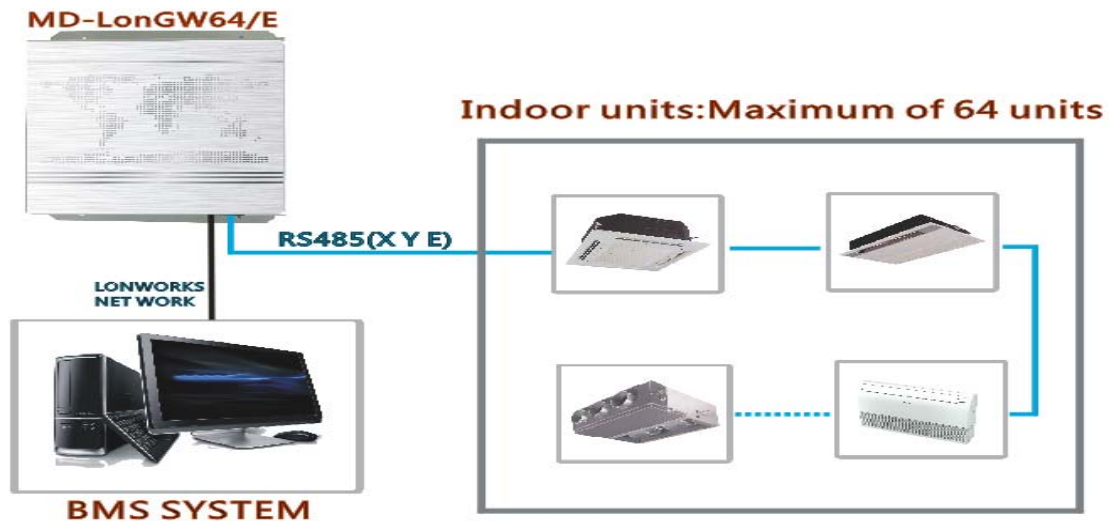 MD-LonGW64/E
Indoor units:Maximum of 64 units
RS485(X Y E)
LONWORKS
NET WORK
BMS SYSTEM